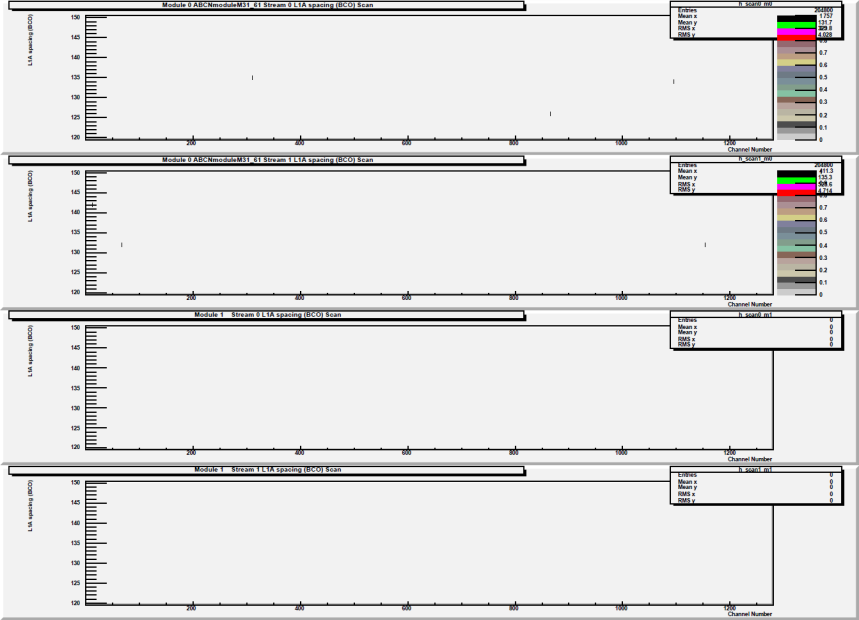 Module 0 ABCNmoduleM31_61 Stream 0 L1A spacing (BCO) Scan
h_scan0_m0
Entries 204800
Mean x 757
Mean y 131.7
RMS x
RMS y 4.028
L1A spacing (BCO)
150
145
140
135
130
125
120
200 400 600 800 1000 1200
Channel Number
0.6
0.5
0.4
0.3
0.2
0.1
0
Module 0 ABCNmoduleM31_61 Stream 1 L1A spacing (BCO) Scan
h_scan1_m0
Entries 204800
Mean x 411.3
Mean y 135.3
RMS x
RMS y 4.714
L1A spacing (BCO)
150
145
140
135
130
125
120
200 400 600 800 1000 1200
Channel Number
0.7
0.6
0.5
0.4
0.3
0.2
0.1
0
Module 1 Stream 0 L1A spacing (BCO) Scan
h_scan0_m1
Entries 0
Mean x 0
Mean y 0
RMS x 0
RMS y 0
L1A spacing (BCO)
150
145
140
135
130
125
120
200 400 600 800 1000 1200
Channel Number
Module 1 Stream 1 L1A spacing (BCO) Scan
h_scan1_m1
Entries 0
Mean x 0
Mean y 0
RMS x 0
RMS y 0
L1A spacing (BCO)
150
145
140
135
130
125
120
200 400 600 800 1000 1200
Channel Number